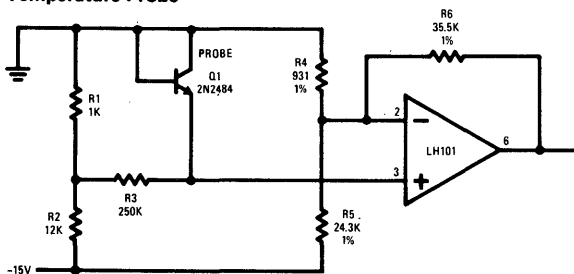 Temperature Probe
R6
35.5K
1%
PROBE
Q1
2N2484
R4
931
1%
R1
1K
2
LH101
6
3
R3
250K
R2
12K
R5
24.3K
1%
-15V